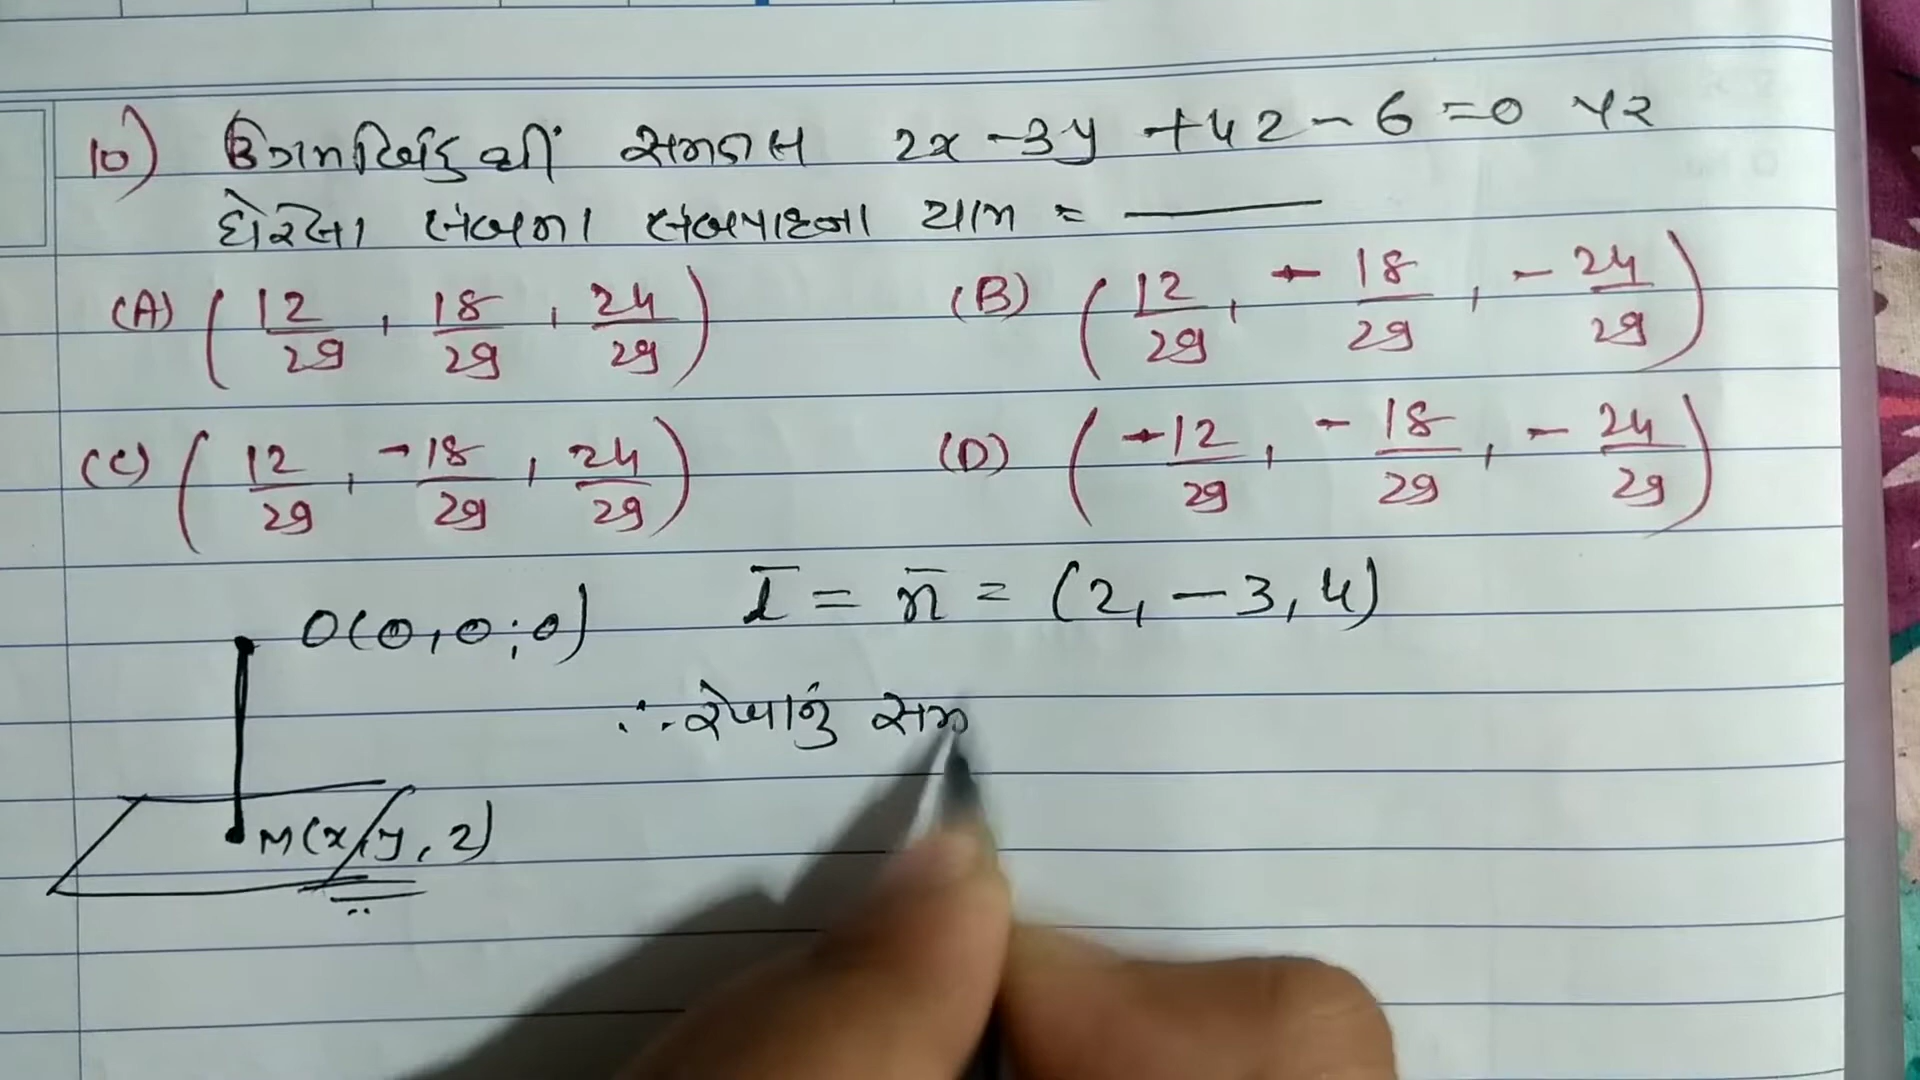 10) ઉગમબિંદુથી સમતલ 2x - 3y + 4z - 6 = 0 પર
દોરેલા લંબના લંબપાદના યામ = ______
(A) (12/29, 18/29, 24/29) (B) (12/29, -18/29, -24/29)
(C) (12/29, -18/29, 24/29) (D) (-12/29, -18/29, -24/29)
O(0, 0, 0) l̄ = n̄ = (2, -3, 4)
∴ રેખાનું સમ
M(x, y, z)